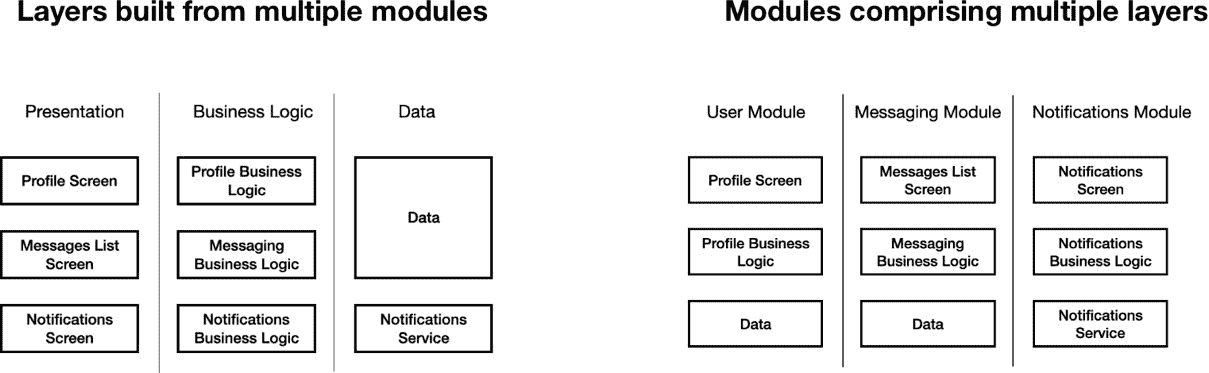 Layers built from multiple modules
Presentation
Business Logic
Data
Profile Screen
Profile Business
Logic
Data
Messages List
Screen
Messaging
Business Logic
Notifications
Screen
Notifications
Business Logic
Notifications
Service
Modules comprising multiple layers
User Module
Messaging Module
Notifications Module
Profile Screen
Messages List
Screen
Notifications
Screen
Profile Business
Logic
Messaging
Business Logic
Notifications
Business Logic
Data
Data
Notifications
Service